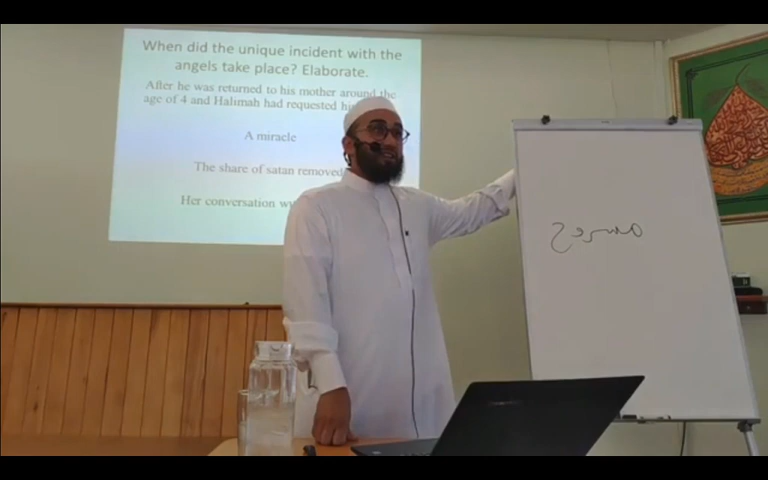 When did the unique incident with the
angels take place? Elaborate.
After he was returned to his mother around the
age of 4 and Halimah had requested
A miracle
The share of satan removed
Her conversation